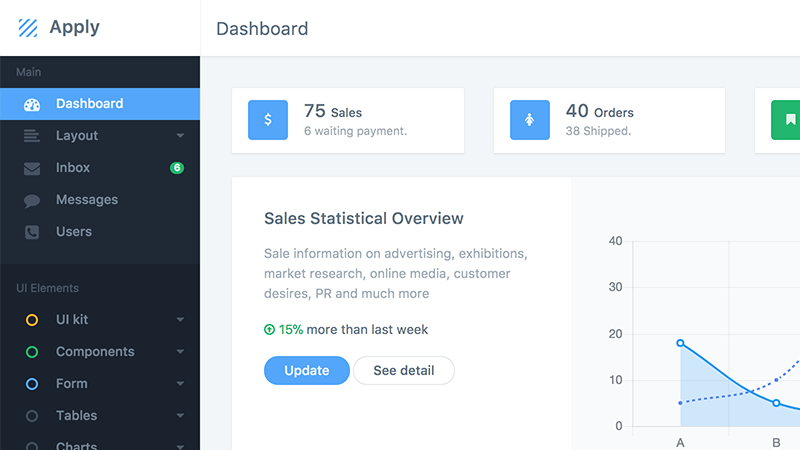 Apply
Dashboard
Main
Dashboard
Layout
Inbox
6
Messages
Users
UI Elements
UI kit
Components
Form
Tables
Charts
$
75 Sales
6 waiting payment.
40 Orders
38 Shipped.
Sales Statistical Overview
Sale information on advertising, exhibitions,
market research, online media, customer
desires, PR and much more
15% more than last week
Update
See detail
40
30
20
10
0
A
B